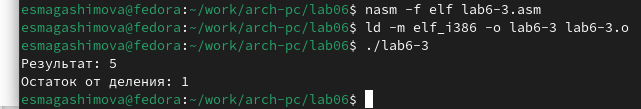 esmagashimova@fedora:~/work/arch-pc/lab06$ nasm -f elf lab6-3.asm
esmagashimova@fedora:~/work/arch-pc/lab06$ ld -m elf_i386 -o lab6-3 lab6-3.o
esmagashimova@fedora:~/work/arch-pc/lab06$ ./lab6-3
Результат: 5
Остаток от деления: 1
esmagashimova@fedora:~/work/arch-pc/lab06$